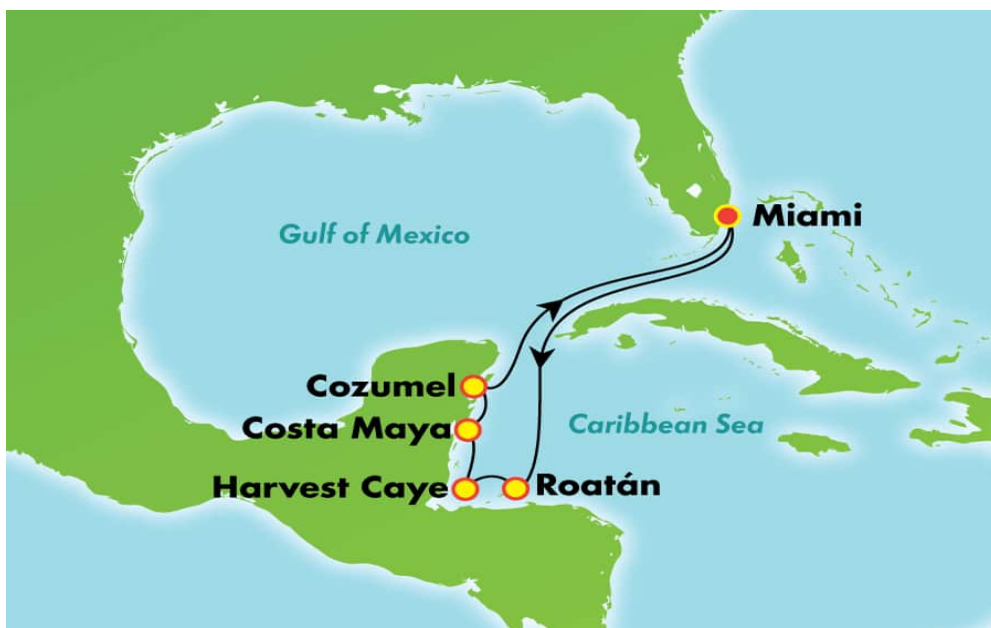 Miami
Gulf of Mexico
Cozumel
Costa Maya
Caribbean Sea
Harvest Caye
Roatán